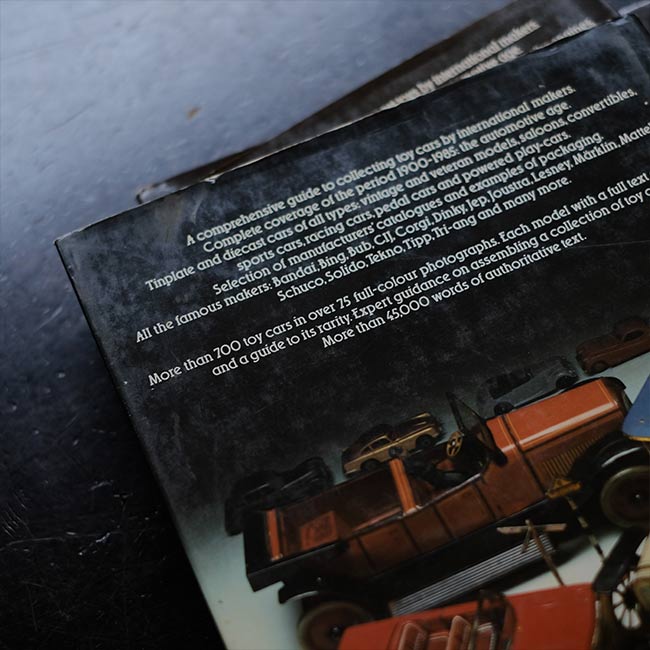 A comprehensive guide to collecting toy cars by international makers.
Complete coverage of the period 1900-1985: the automotive age
Tinplate and diecast cars of all types: vintage and veteran models, saloons, convertibles,
sports cars, racing cars, pedal cars and powered play-cars.
Selection of manufacturers' catalogues and examples of packaging.
All the famous makers: Bandai, Bing, Bub, CIJ, Corgi, Dinky, Jep, Joustra, Lesney, Märklin, Mattel
Schuco, Solido, Tekno, Tipp, Tri-ang and many more.
More than 700 toy cars in over 75 full-colour photographs. Each model with a full text
and a guide to its rarity. Expert guidance on assembling a collection of toy
More than 45,000 words of authoritative text.
by international makers